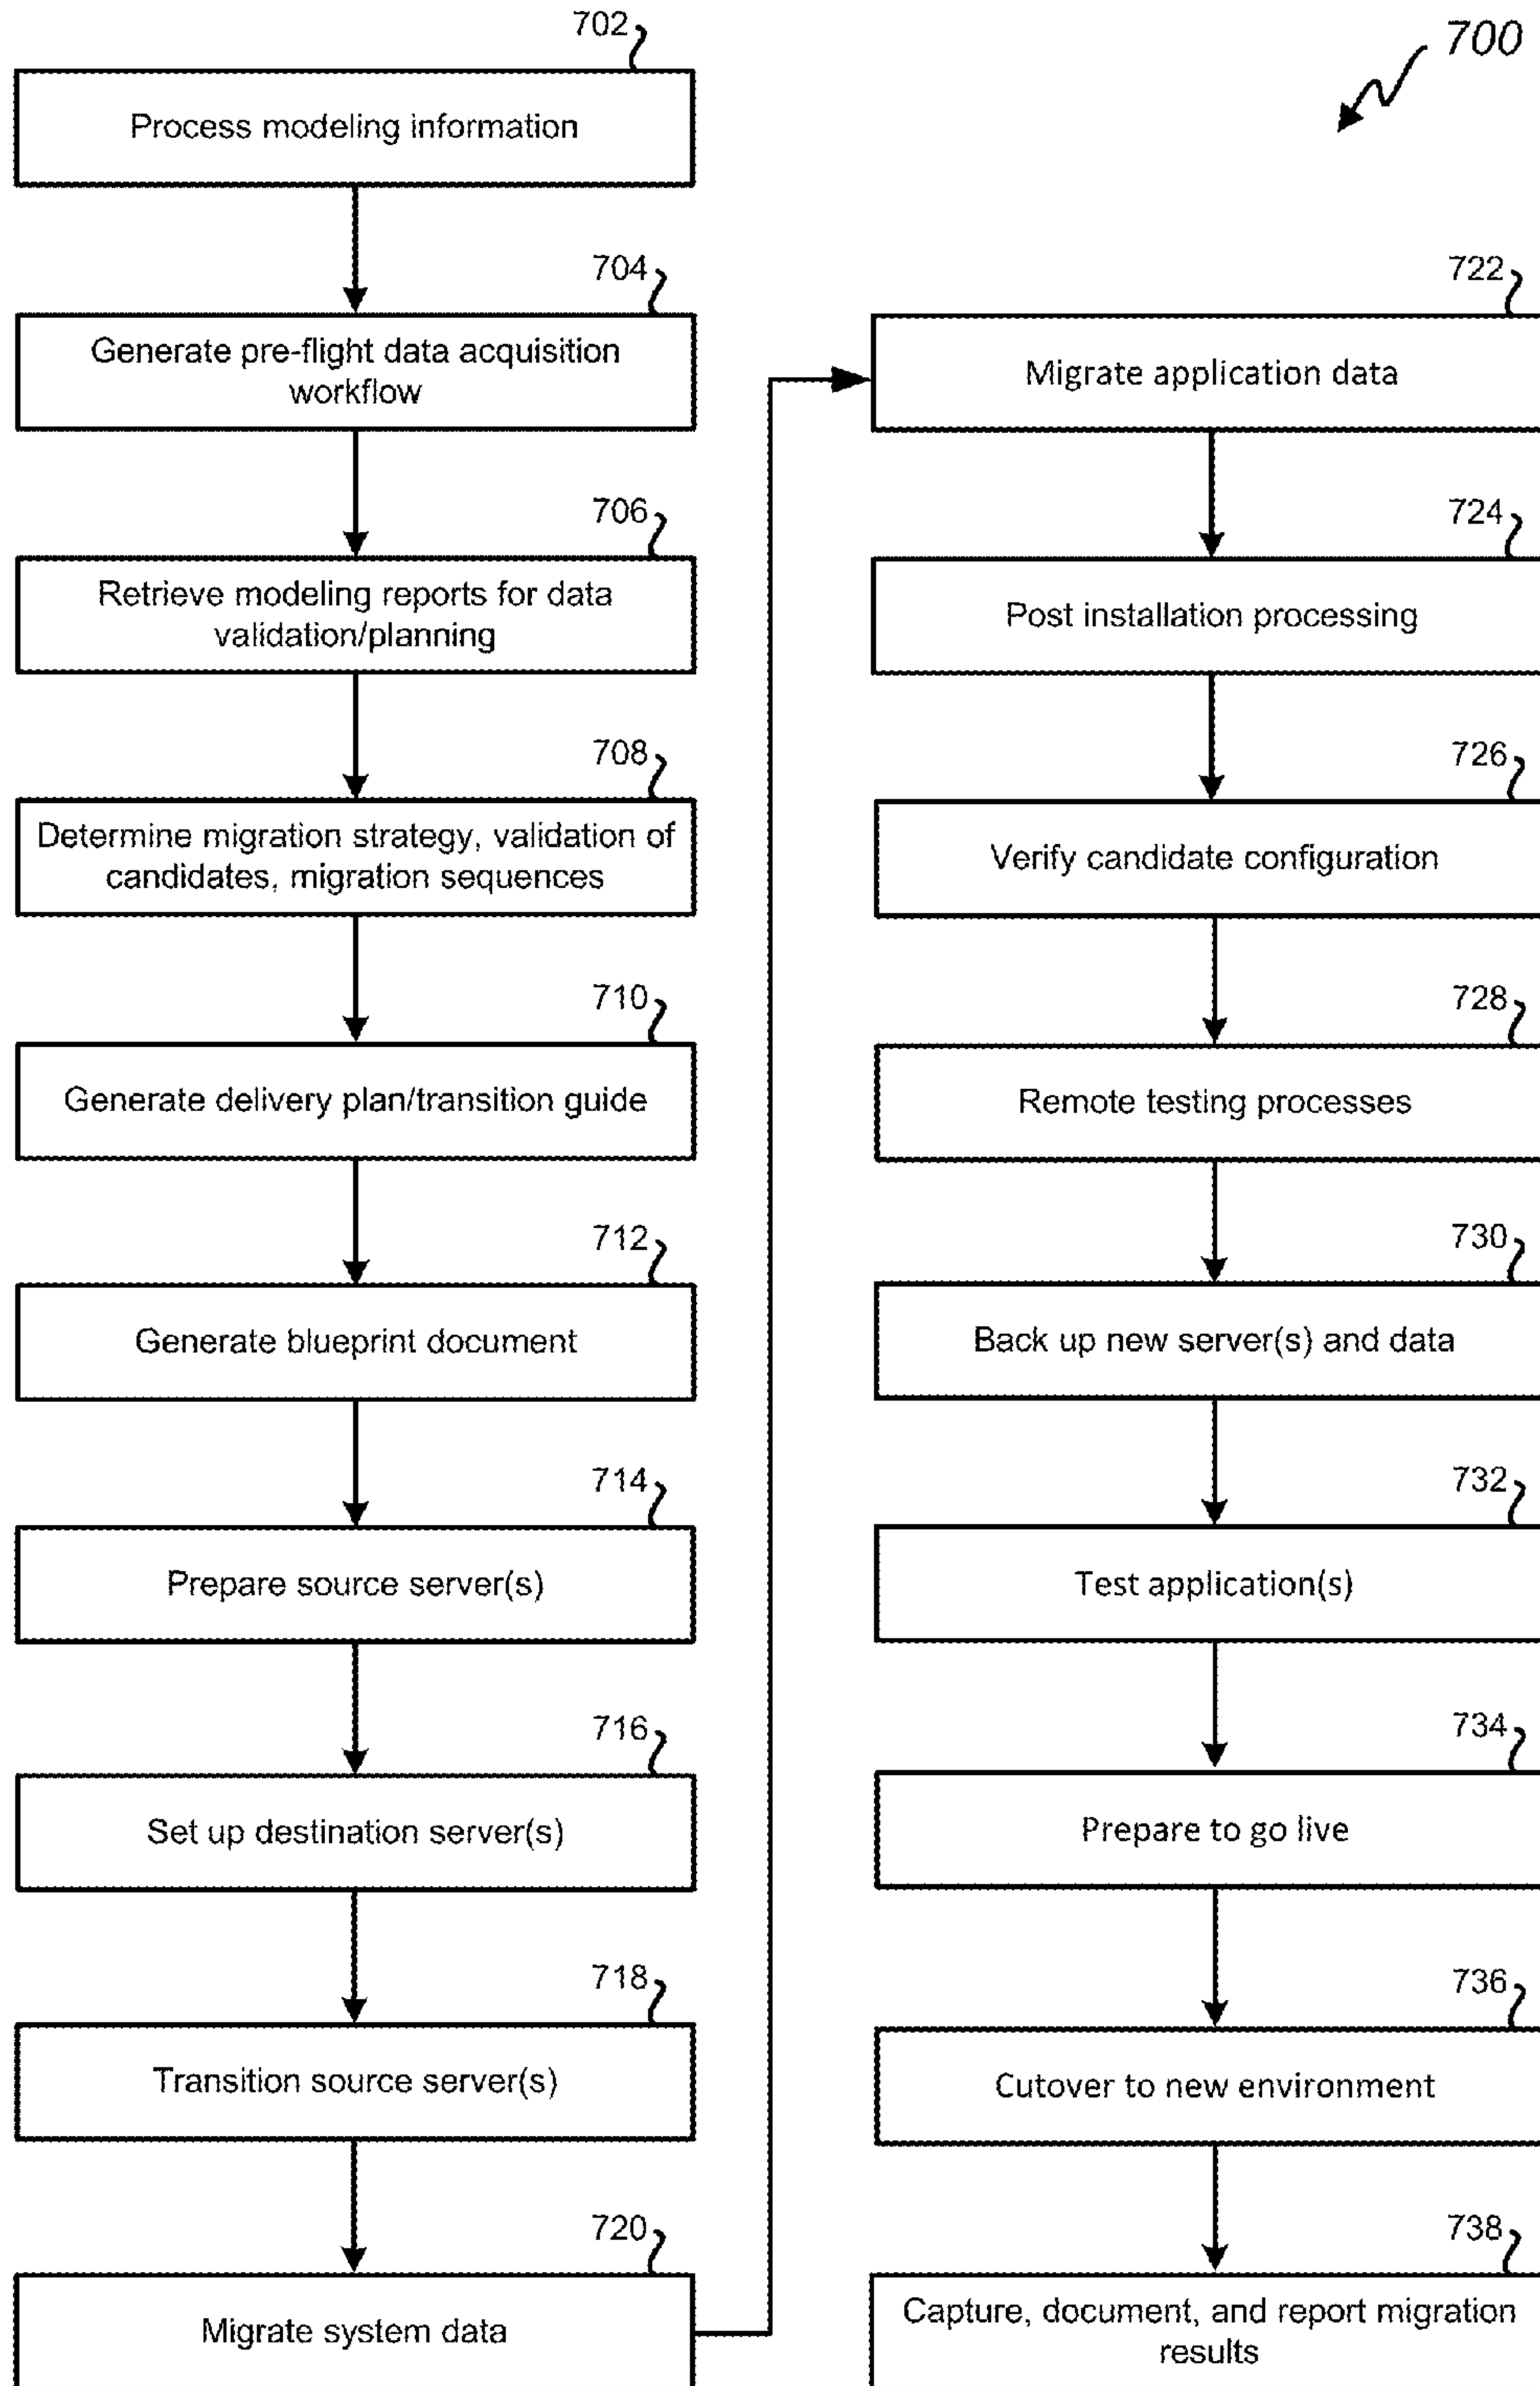 700
702
Process modeling information
704
Generate pre-flight data acquisition
workflow
706
Retrieve modeling reports for data
validation/planning
708
Determine migration strategy, validation of
candidates, migration sequences
710
Generate delivery plan/transition guide
712
Generate blueprint document
714
Prepare source server(s)
716
Set up destination server(s)
718
Transition source server(s)
720
Migrate system data
722
Migrate application data
724
Post installation processing
726
Verify candidate configuration
728
Remote testing processes
730
Back up new server(s) and data
732
Test application(s)
734
Prepare to go live
736
Cutover to new environment
738
Capture, document, and report migration
results